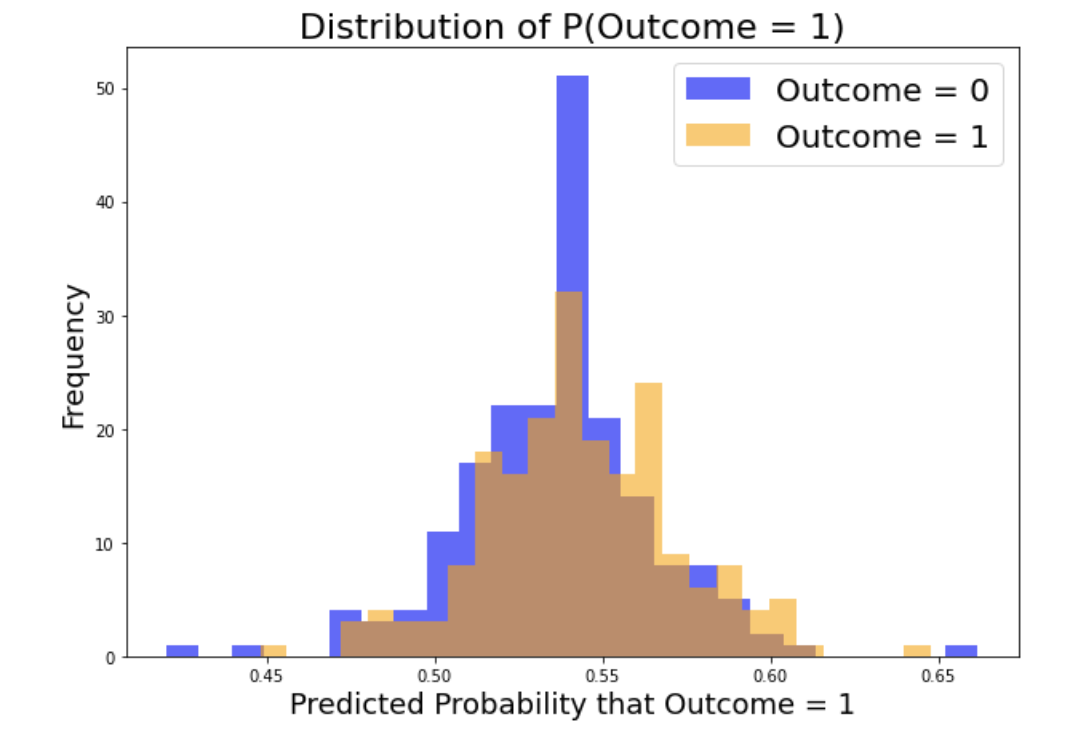 Distribution of P(Outcome = 1)
Outcome = 0
Outcome = 1
Frequency
50
40
30
20
10
0
0.45 0.50 0.55 0.60 0.65
Predicted Probability that Outcome = 1